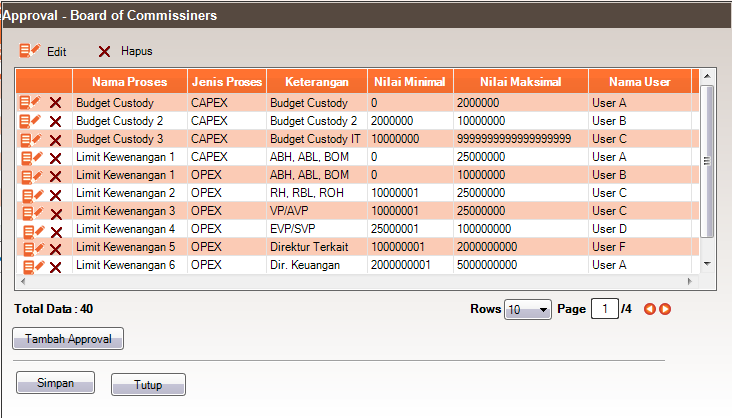 Approval - Board of Commissiners
Edit Hapus
Nama Proses Jenis Proses Keterangan Nilai Minimal Nilai Maksimal Nama User
Budget Custody CAPEX Budget Custody 0 2000000 User A
Budget Custody 2 CAPEX Budget Custody 2 2000000 10000000 User B
Budget Custody 3 CAPEX Budget Custody IT 10000000 9999999999999999999 User C
Limit Kewenangan 1 CAPEX ABH, ABL, BOM 0 25000000 User A
Limit Kewenangan 1 OPEX ABH, ABL, BOM 0 10000000 User B
Limit Kewenangan 2 OPEX RH, RBL, ROH 10000001 25000000 User C
Limit Kewenangan 3 OPEX VP/AVP 10000001 25000000 User C
Limit Kewenangan 4 OPEX EVP/SVP 25000001 100000000 User D
Limit Kewenangan 5 OPEX Direktur Terkait 100000001 2000000000 User F
Limit Kewenangan 6 OPEX Dir. Keuangan 2000000001 5000000000 User A
Total Data : 40 Rows 10 Page 1 /4
Tambah Approval
Simpan Tutup